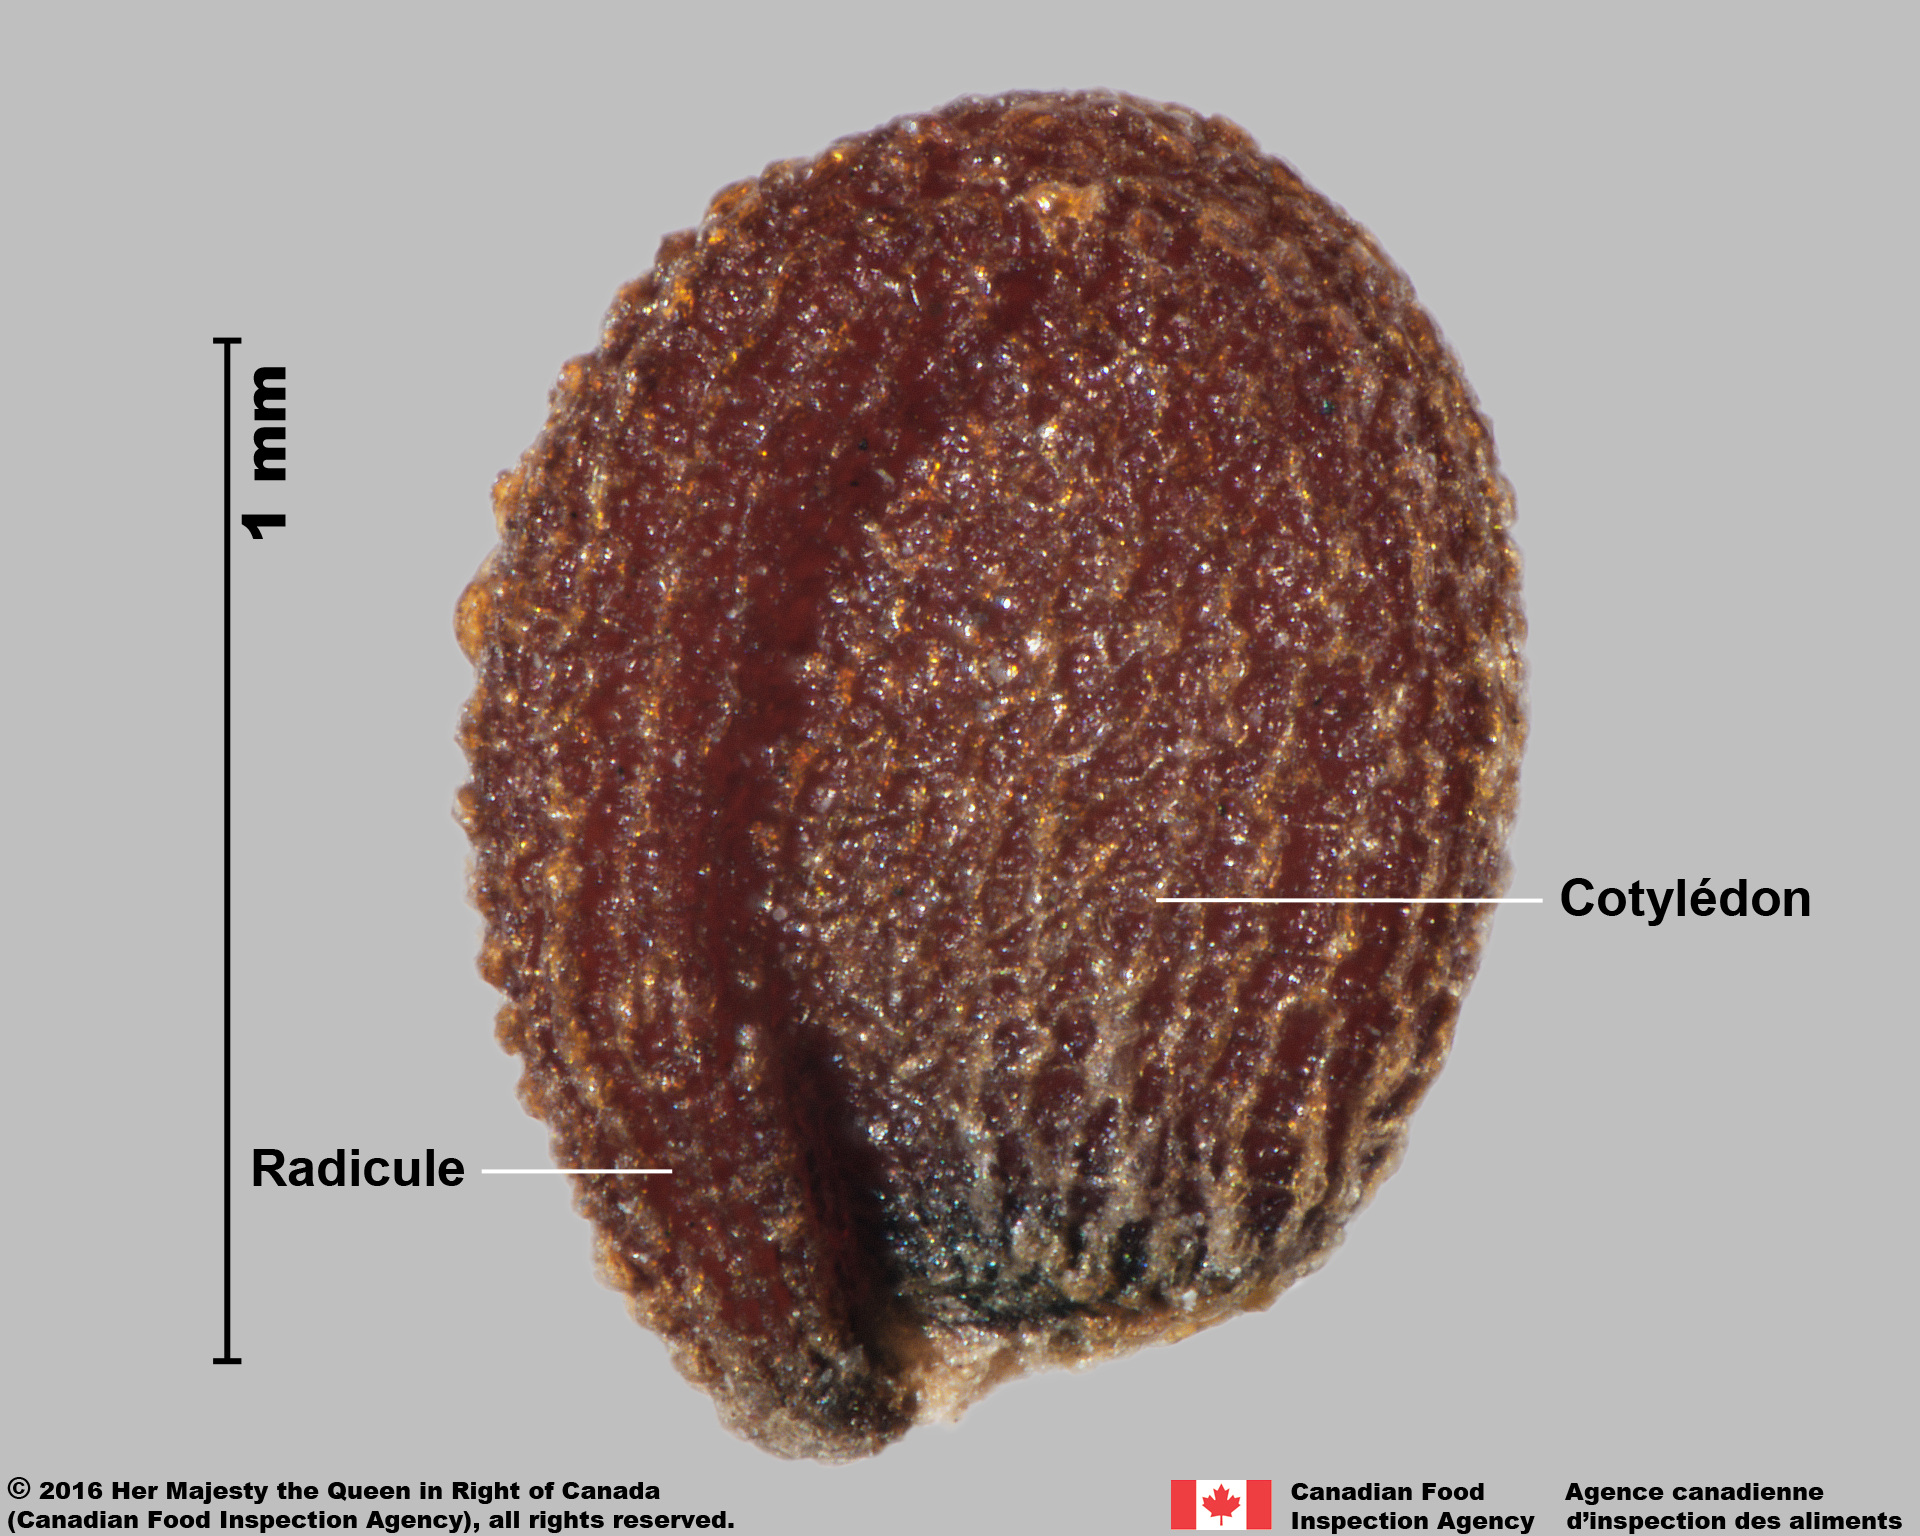 1 mm
Cotylédon
Radicule
© 2016 Her Majesty the Queen in Right of Canada
(Canadian Food Inspection Agency), all rights reserved.
Canadian Food
Inspection Agency
Agence canadienne
d'inspection des aliments